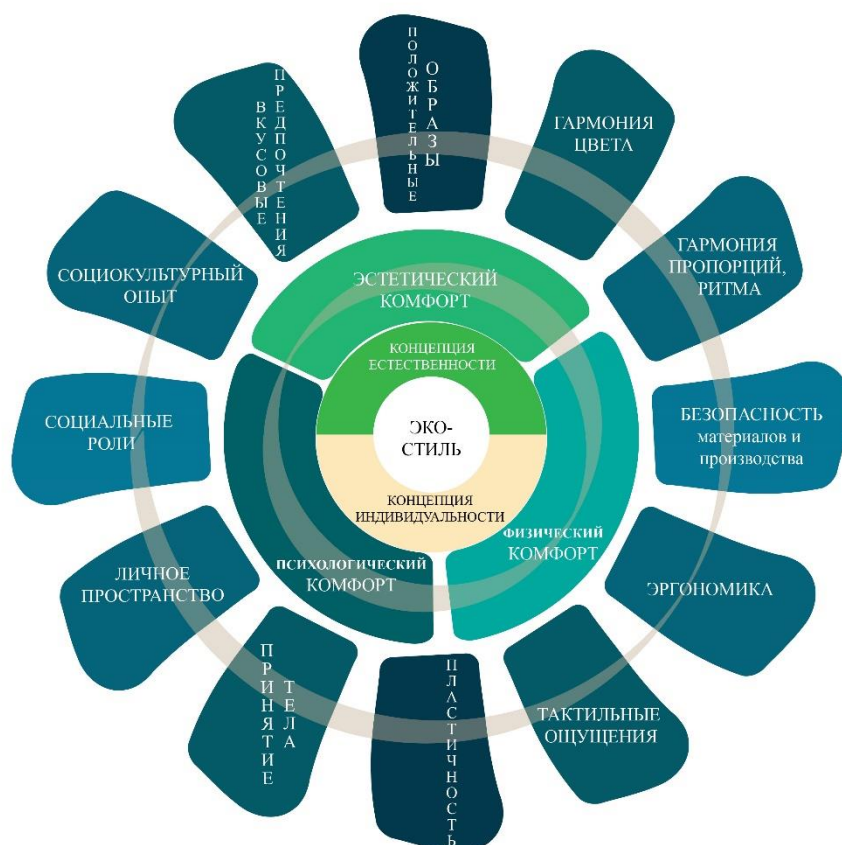 ПОЛОЖИТЕЛЬНЫЕ
ОБРАЗЫ
ГАРМОНИЯ
ЦВЕТА
ГАРМОНИЯ
ПРОПОРЦИЙ,
РИТМА
БЕЗОПАСНОСТЬ
материалов и
производства
ЭРГОНОМИКА
ТАКТИЛЬНЫЕ
ОЩУЩЕНИЯ
ПЛАСТИЧНОСТЬ
ПРИНЯТИЕ
ТЕЛА
ЛИЧНОЕ
ПРОСТРАНСТВО
СОЦИАЛЬНЫЕ
РОЛИ
СОЦИОКУЛЬТУРНЫЙ
ОПЫТ
ВКУСОВЫЕ
ПРЕДПОЧТЕНИЯ
ЭСТЕТИЧЕСКИЙ
КОМФОРТ
ФИЗИЧЕСКИЙ
КОМФОРТ
ПСИХОЛОГИЧЕСКИЙ
КОМФОРТ
КОНЦЕПЦИЯ
ЕСТЕСТВЕННОСТИ
ЭКО-
СТИЛЬ
КОНЦЕПЦИЯ
ИНДИВИДУАЛЬНОСТИ